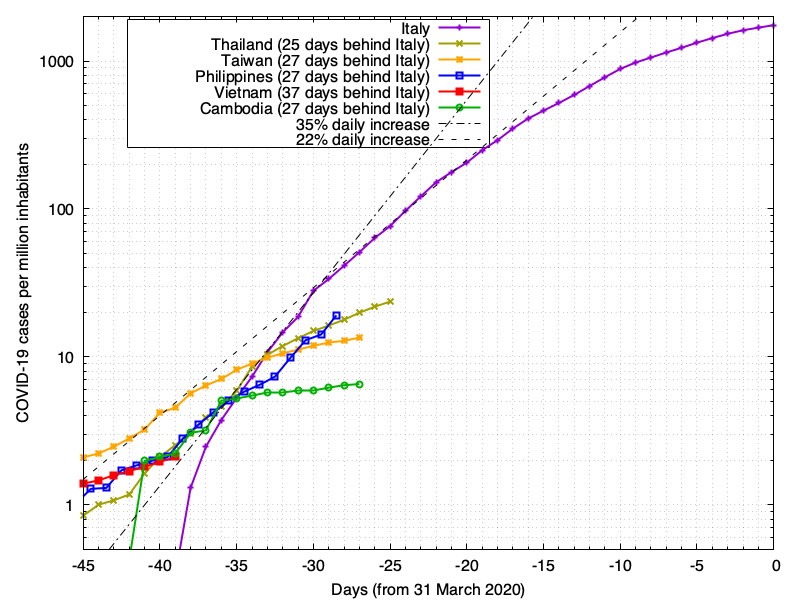 Italy
Thailand (25 days behind Italy)
Taiwan (27 days behind Italy)
Philippines (27 days behind Italy)
Vietnam (37 days behind Italy)
Cambodia (27 days behind Italy)
35% daily increase
22% daily increase
1000
100
10
1
COVID-19 cases per million inhabitants
-45 -40 -35 -30 -25 -20 -15 -10 -5 0
Days (from 31 March 2020)